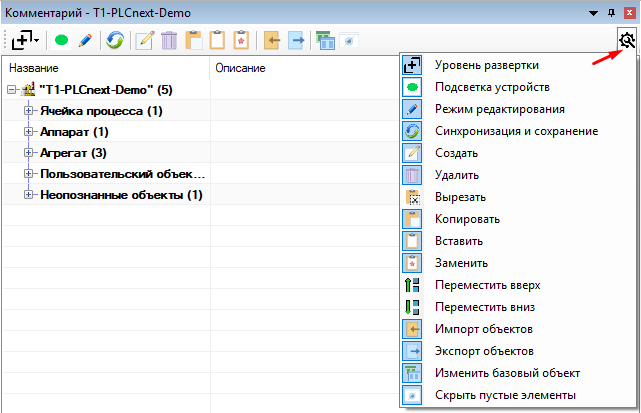 Комментарий - T1-PLCnext-Demo
Название Описание
"T1-PLCnext-Demo" (5)
Ячейка процесса (1)
Аппарат (1)
Агрегат (3)
Пользовательский объек...
Неопознанные объекты (1)
Уровень развертки
Подсветка устройств
Режим редактирования
Синхронизация и сохранение
Создать
Удалить
Вырезать
Копировать
Вставить
Заменить
Переместить вверх
Переместить вниз
Импорт объектов
Экспорт объектов
Изменить базовый объект
Скрыть пустые элементы